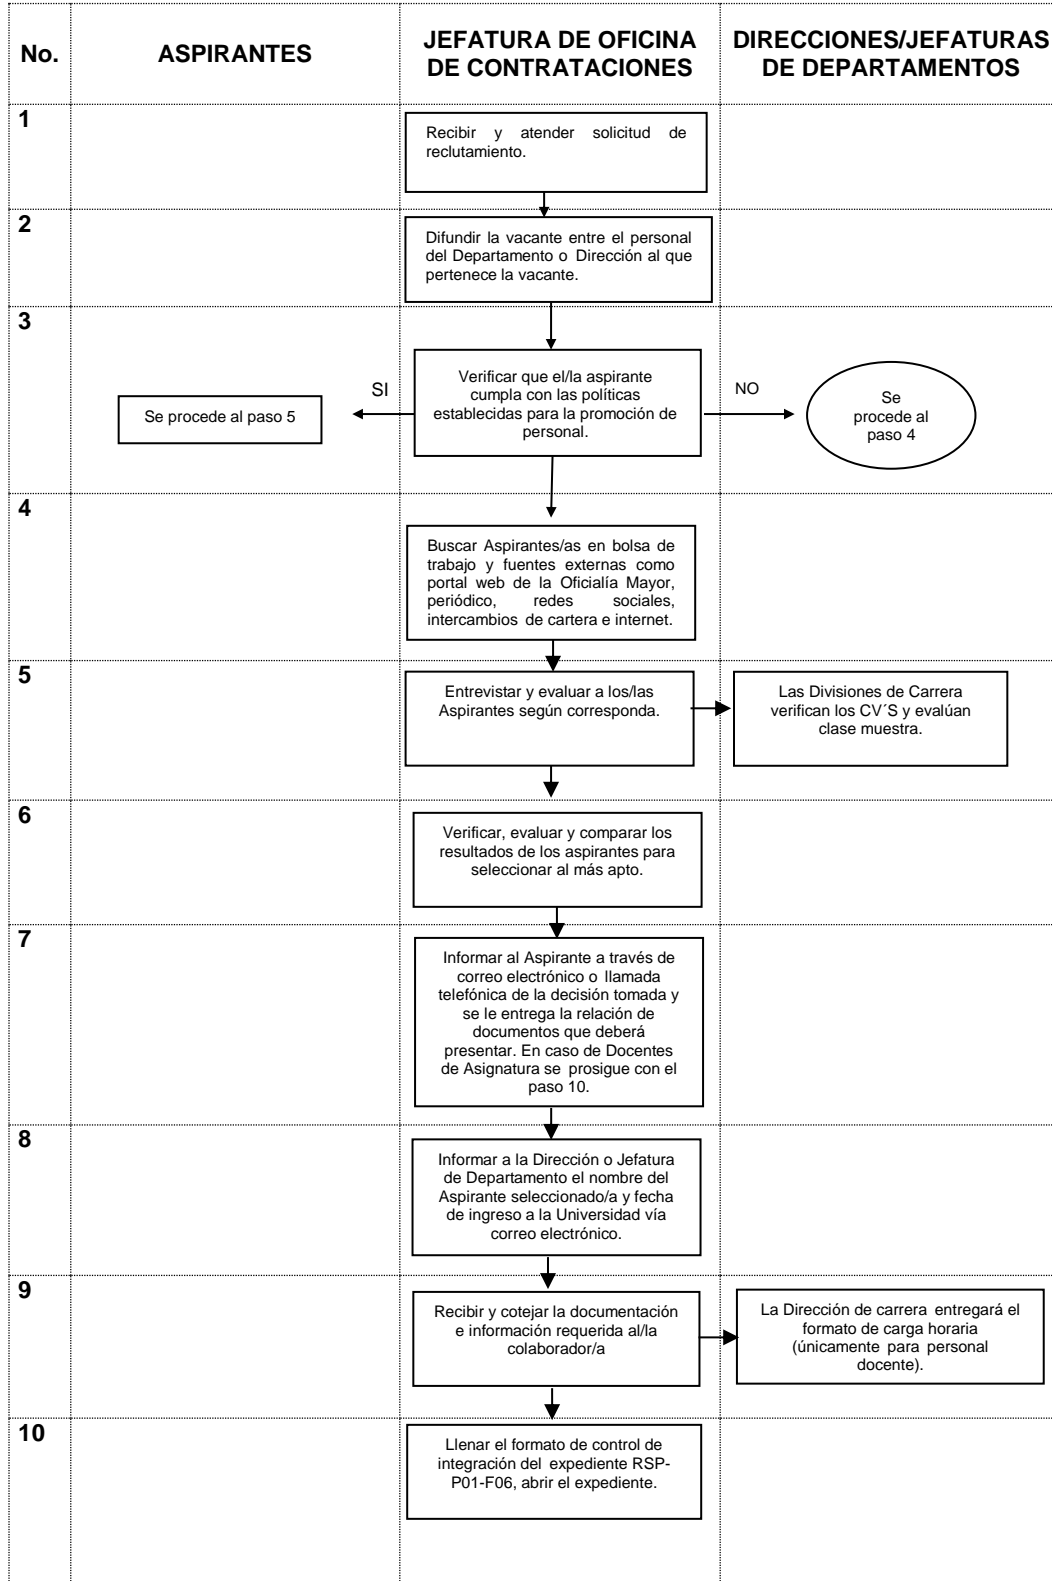 No.
ASPIRANTES
JEFATURA DE OFICINA
DE CONTRATACIONES
DIRECCIONES/JEFATURAS
DE DEPARTAMENTOS
1
Recibir y atender solicitud de
reclutamiento.
2
Difundir la vacante entre el personal
del Departamento o Dirección al que
pertenece la vacante.
3
Se procede al paso 5
SI
Verificar que el/la aspirante
cumpla con las políticas
establecidas para la promoción de
personal.
NO
Se
procede al
paso 4
4
Buscar Aspirantes/as en bolsa de
trabajo y fuentes externas como
portal web de la Oficialía Mayor,
periódico, redes sociales,
intercambios de cartera e internet.
5
Entrevistar y evaluar a los/las
Aspirantes según corresponda.
Las Divisiones de Carrera
verifican los CV´S y evalúan
clase muestra.
6
Verificar, evaluar y comparar los
resultados de los aspirantes para
seleccionar al más apto.
7
Informar al Aspirante a través de
correo electrónico o llamada
telefónica de la decisión tomada y
se le entrega la relación de
documentos que deberá
presentar. En caso de Docentes
de Asignatura se prosigue con el
paso 10.
8
Informar a la Dirección o Jefatura
de Departamento el nombre del
Aspirante seleccionado/a y fecha
de ingreso a la Universidad vía
correo electrónico.
9
Recibir y cotejar la documentación
e información requerida al/la
colaborador/a
La Dirección de carrera entregará el
formato de carga horaria
(únicamente para personal
docente).
10
Llenar el formato de control de
integración del expediente RSP-
P01-F06, abrir el expediente.